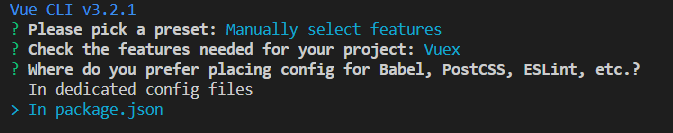 Vue CLI v3.2.1
? Please pick a preset: Manually select features
? Check the features needed for your project: Vuex
? Where do you prefer placing config for Babel, PostCSS, ESLint, etc.?
  In dedicated config files
> In package.json